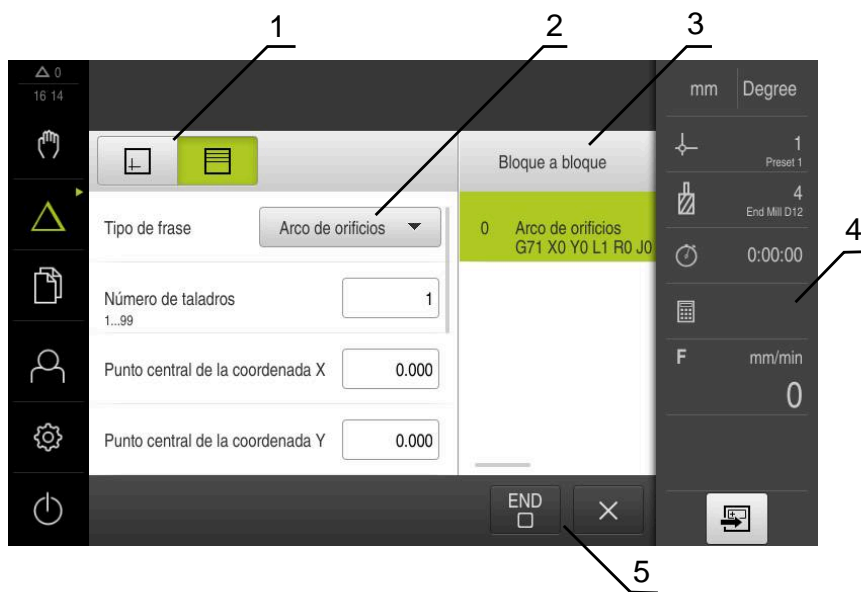 1
2
3
△ 0
16 14
mm
Degree
1
Preset 1
Bloque a bloque
4
End Mill D12
Tipo de frase
Arco de orificios
0 Arco de orificios
G71 X0 Y0 L1 R0 J0
4
0:00:00
Número de taladros
1...99
1
Punto central de la coordenada X
0.000
F
mm/min
0
Punto central de la coordenada Y
0.000
END
5